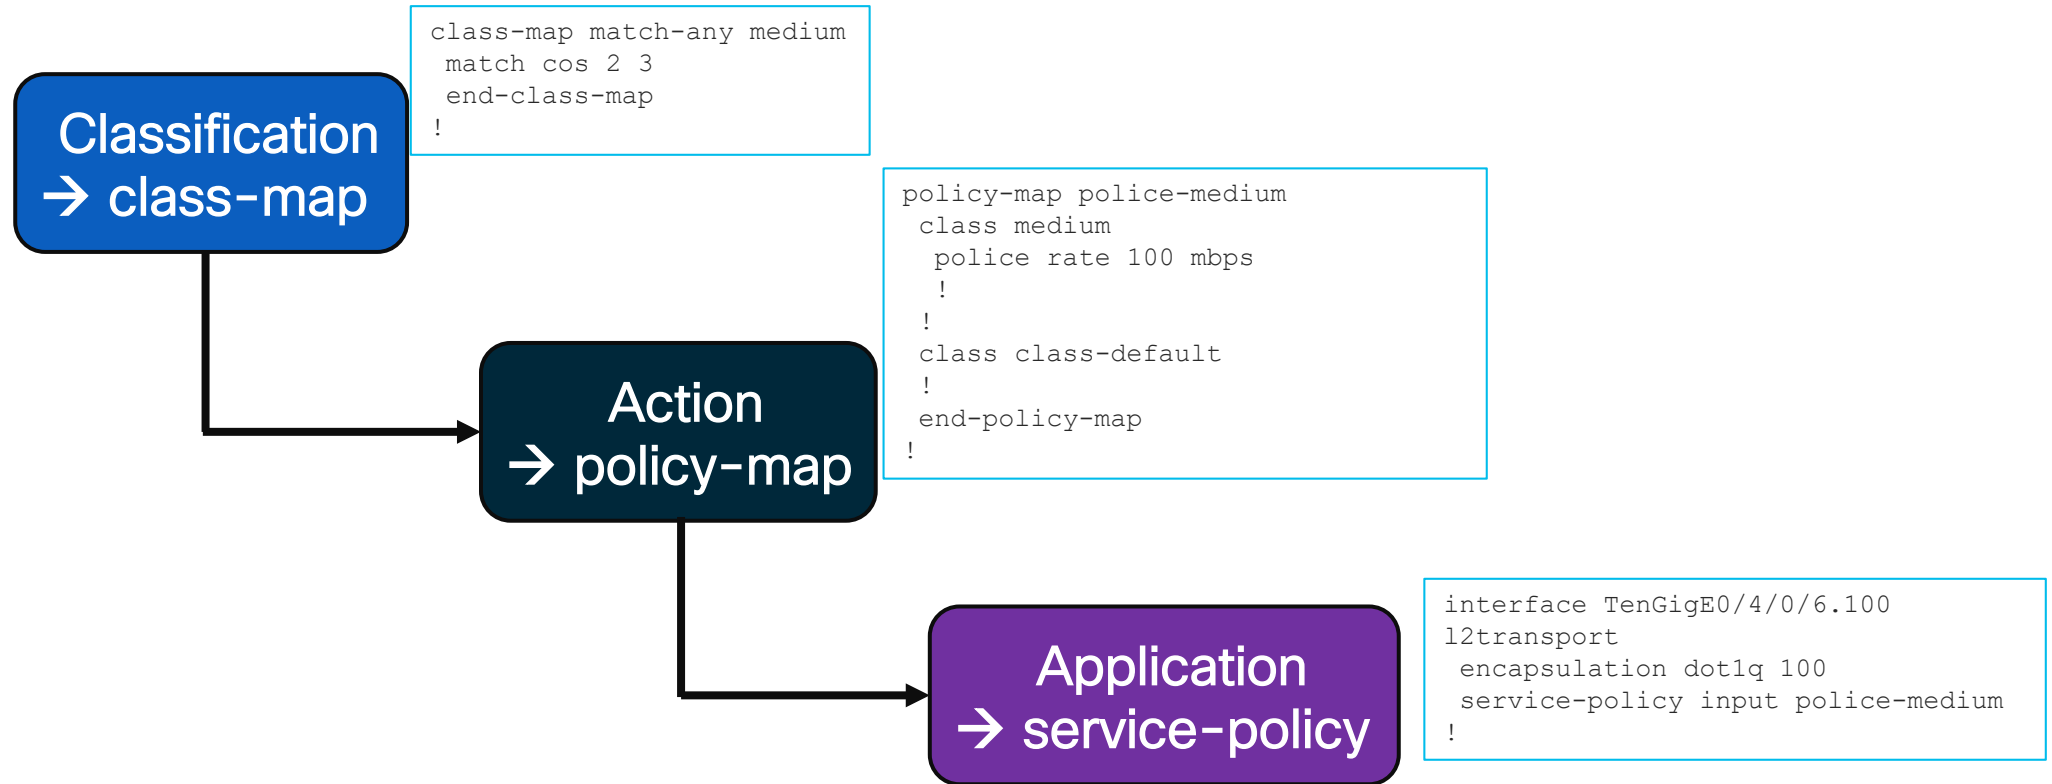 class-map match-any medium
match cos 2 3
end-class-map
!
Classification
→ class-map
policy-map police-medium
class medium
police rate 100 mbps
!
!
class class-default
!
end-policy-map
!
Action
→ policy-map
interface TenGigE0/4/0/6.100
l2transport
encapsulation dot1q 100
service-policy input police-medium
!
Application
→ service-policy